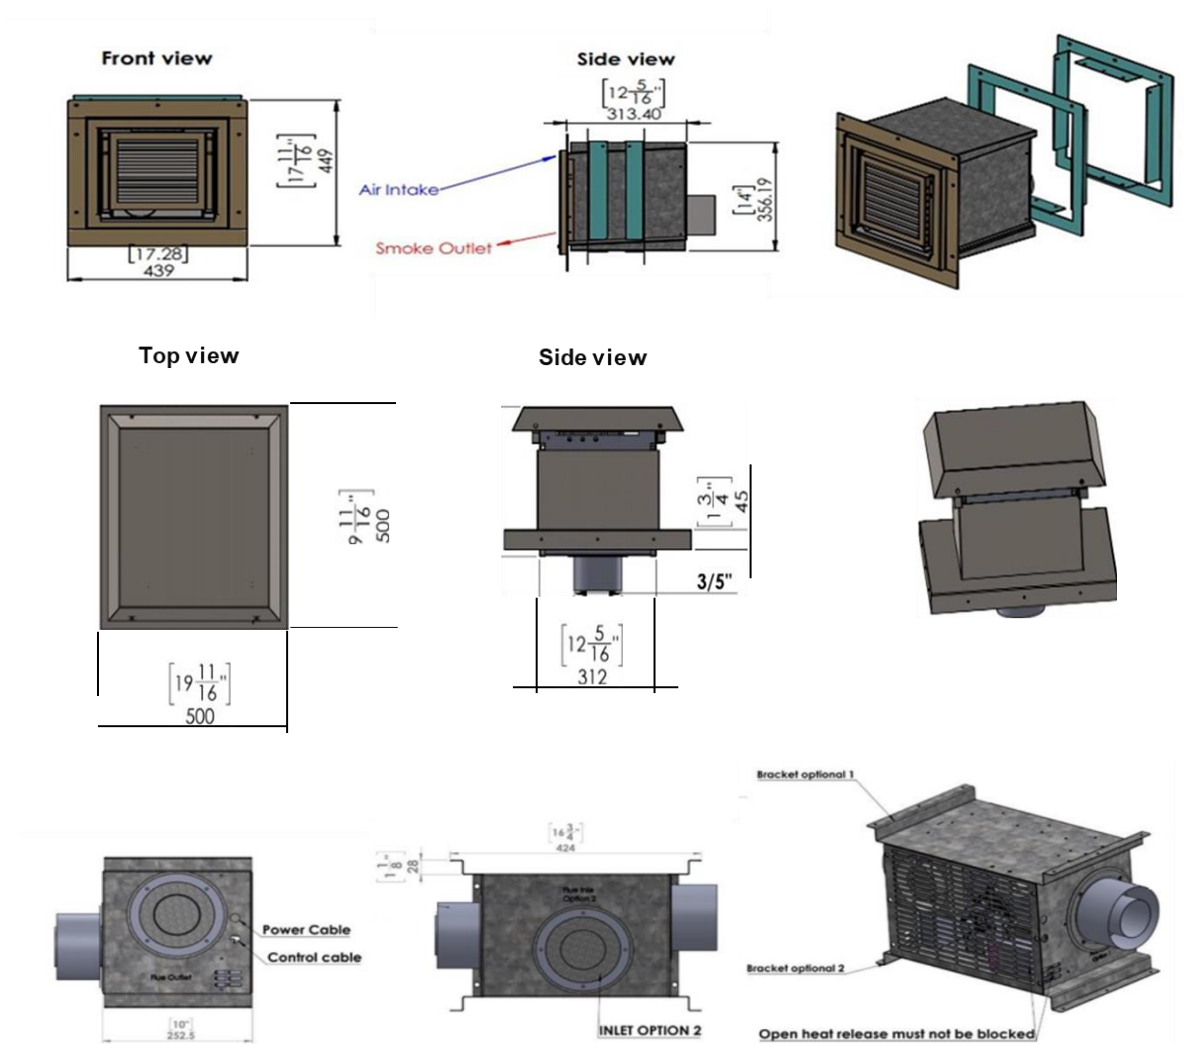 Front view
[17 11/16"]
449
[17.28]
439
Side view
[12 5/16"]
313.40
Air Intake
Smoke Outlet
[14"]
356.19
Top view
[9 11/16"]
500
[19 11/16"]
500
Side view
[1 3/4"]
45
3/5"
[12 5/16"]
312
Power Cable
Control cable
Flue Outlet
[10"]
252.5
[16 3/4"]
424
[1 1/8"]
28
Flue Inle
Option 2
INLET OPTION 2
Bracket optional 1
Bracket optional 2
Open heat release must not be blocked